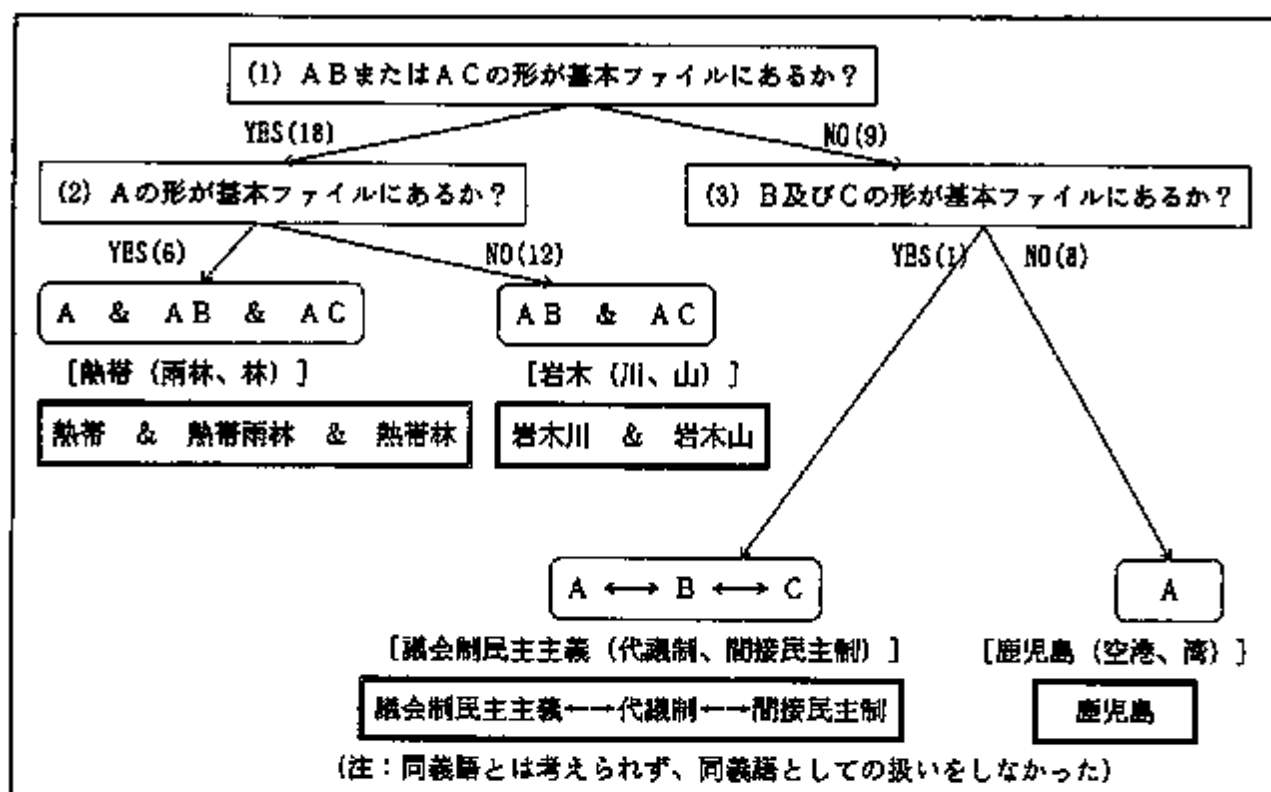 (1) ABまたはACの形が基本ファイルにあるか？
YES(18)
NO(9)
(2) Aの形が基本ファイルにあるか？
(3) B及びCの形が基本ファイルにあるか？
YES(6)
NO(12)
YES(1)
NO(8)
A & AB & AC
AB & AC
[熱帯（雨林、林）]
[岩木（川、山）]
熱帯 & 熱帯雨林 & 熱帯林
岩木川 & 岩木山
A ←→ B ←→ C
A
[議会制民主主義（代議制、間接民主制）]
[鹿児島（空港、湾）]
議会制民主主義←→代議制←→間接民主制
鹿児島
(注：同義語とは考えられず、同義語としての扱いをしなかった)